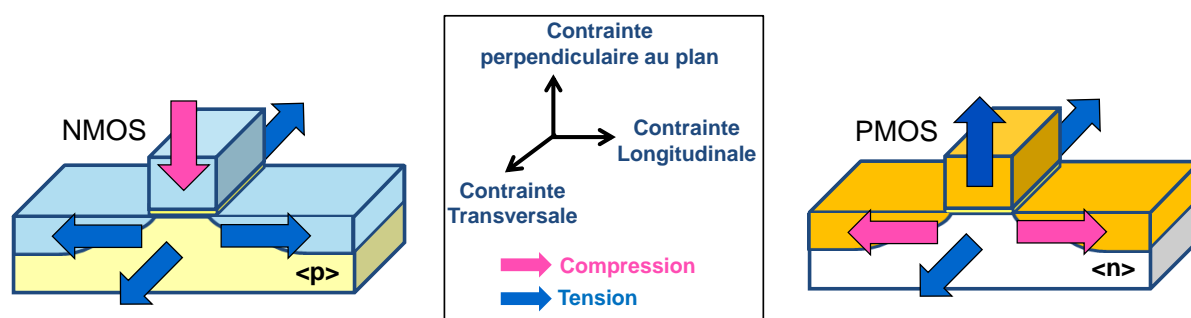 NMOS
<p>
Contrainte
perpendiculaire au plan
Contrainte
Longitudinale
Contrainte
Transversale
Compression
Tension
PMOS
<n>